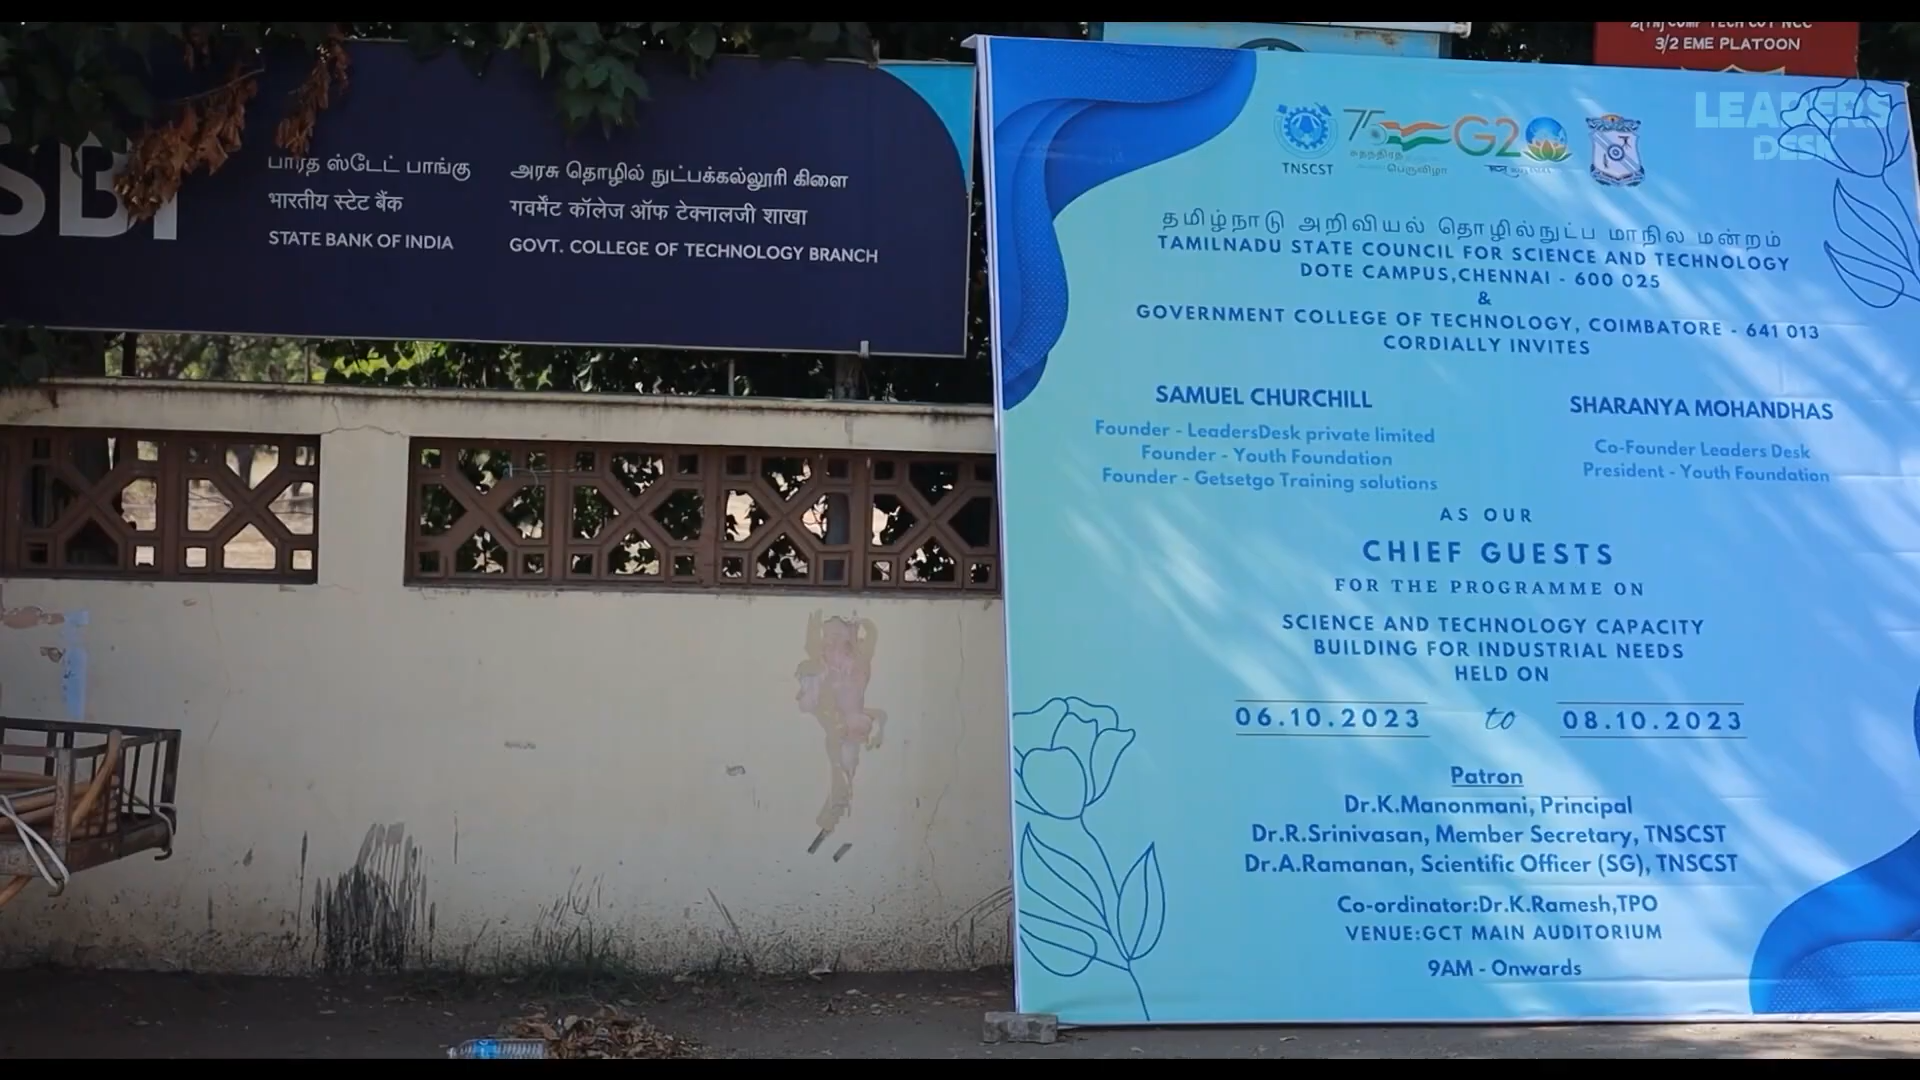 SBI
பாரத ஸ்டேட் பாங்கு
भारतीय स्टेट बैंक
STATE BANK OF INDIA
அரசு தொழில் நுட்பக்கல்லூரி கிளை
गवर्मेंट कॉलेज ऑफ टेक्नालजी शाखा
GOVT. COLLEGE OF TECHNOLOGY BRANCH
3/2 EME PLATOON
LEADERS
DESK
TNSCST
75
G20
பெருவிழா
தமிழ்நாடு அறிவியல் தொழில்நுட்ப மாநில மன்றம்
TAMILNADU STATE COUNCIL FOR SCIENCE AND TECHNOLOGY
DOTE CAMPUS,CHENNAI - 600 025
&
GOVERNMENT COLLEGE OF TECHNOLOGY, COIMBATORE - 641 013
CORDIALLY INVITES
SAMUEL CHURCHILL
Founder - LeadersDesk private limited
Founder - Youth Foundation
Founder - Getsetgo Training solutions
SHARANYA MOHANDHAS
Co-Founder Leaders Desk
President - Youth Foundation
AS OUR
CHIEF GUESTS
FOR THE PROGRAMME ON
SCIENCE AND TECHNOLOGY CAPACITY
BUILDING FOR INDUSTRIAL NEEDS
HELD ON
06.10.2023 to 08.10.2023
Patron
Dr.K.Manonmani, Principal
Dr.R.Srinivasan, Member Secretary, TNSCST
Dr.A.Ramanan, Scientific Officer (SG), TNSCST
Co-ordinator:Dr.K.Ramesh,TPO
VENUE:GCT MAIN AUDITORIUM
9AM - Onwards